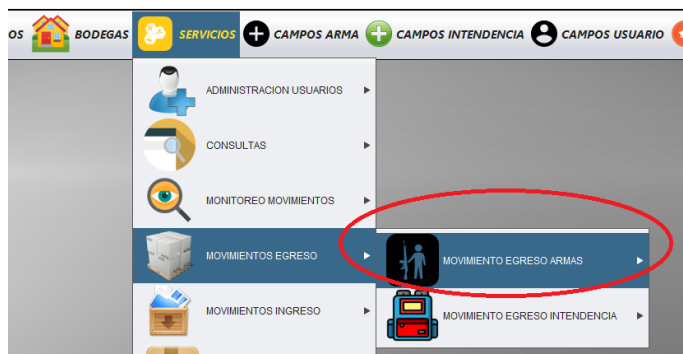 OS BODEGAS SERVICIOS CAMPOS ARMA CAMPOS INTENDENCIA CAMPOS USUARIO
ADMINISTRACION USUARIOS
CONSULTAS
MONITOREO MOVIMIENTOS
MOVIMIENTOS EGRESO
MOVIMIENTO EGRESO ARMAS
MOVIMIENTOS INGRESO
MOVIMIENTO EGRESO INTENDENCIA